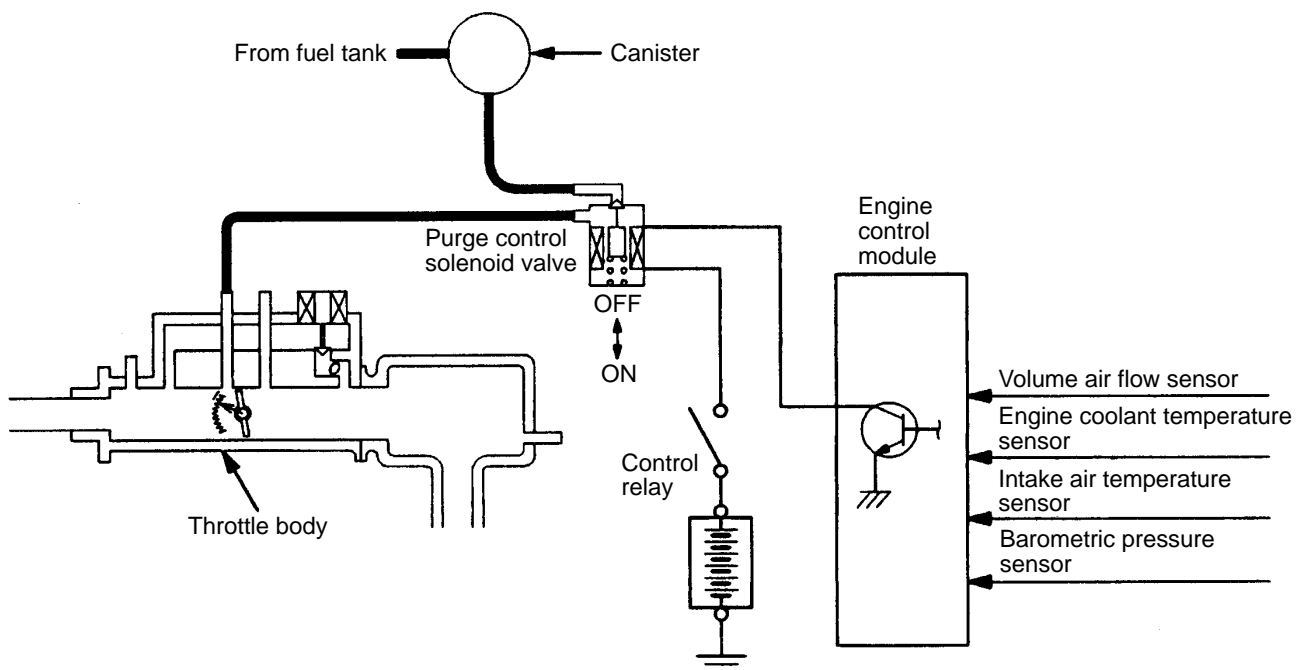 From fuel tank
Canister
Purge control
solenoid valve
OFF
ON
Engine
control
module
Volume air flow sensor
Engine coolant temperature
sensor
Intake air temperature
sensor
Barometric pressure
sensor
Control
relay
Throttle body